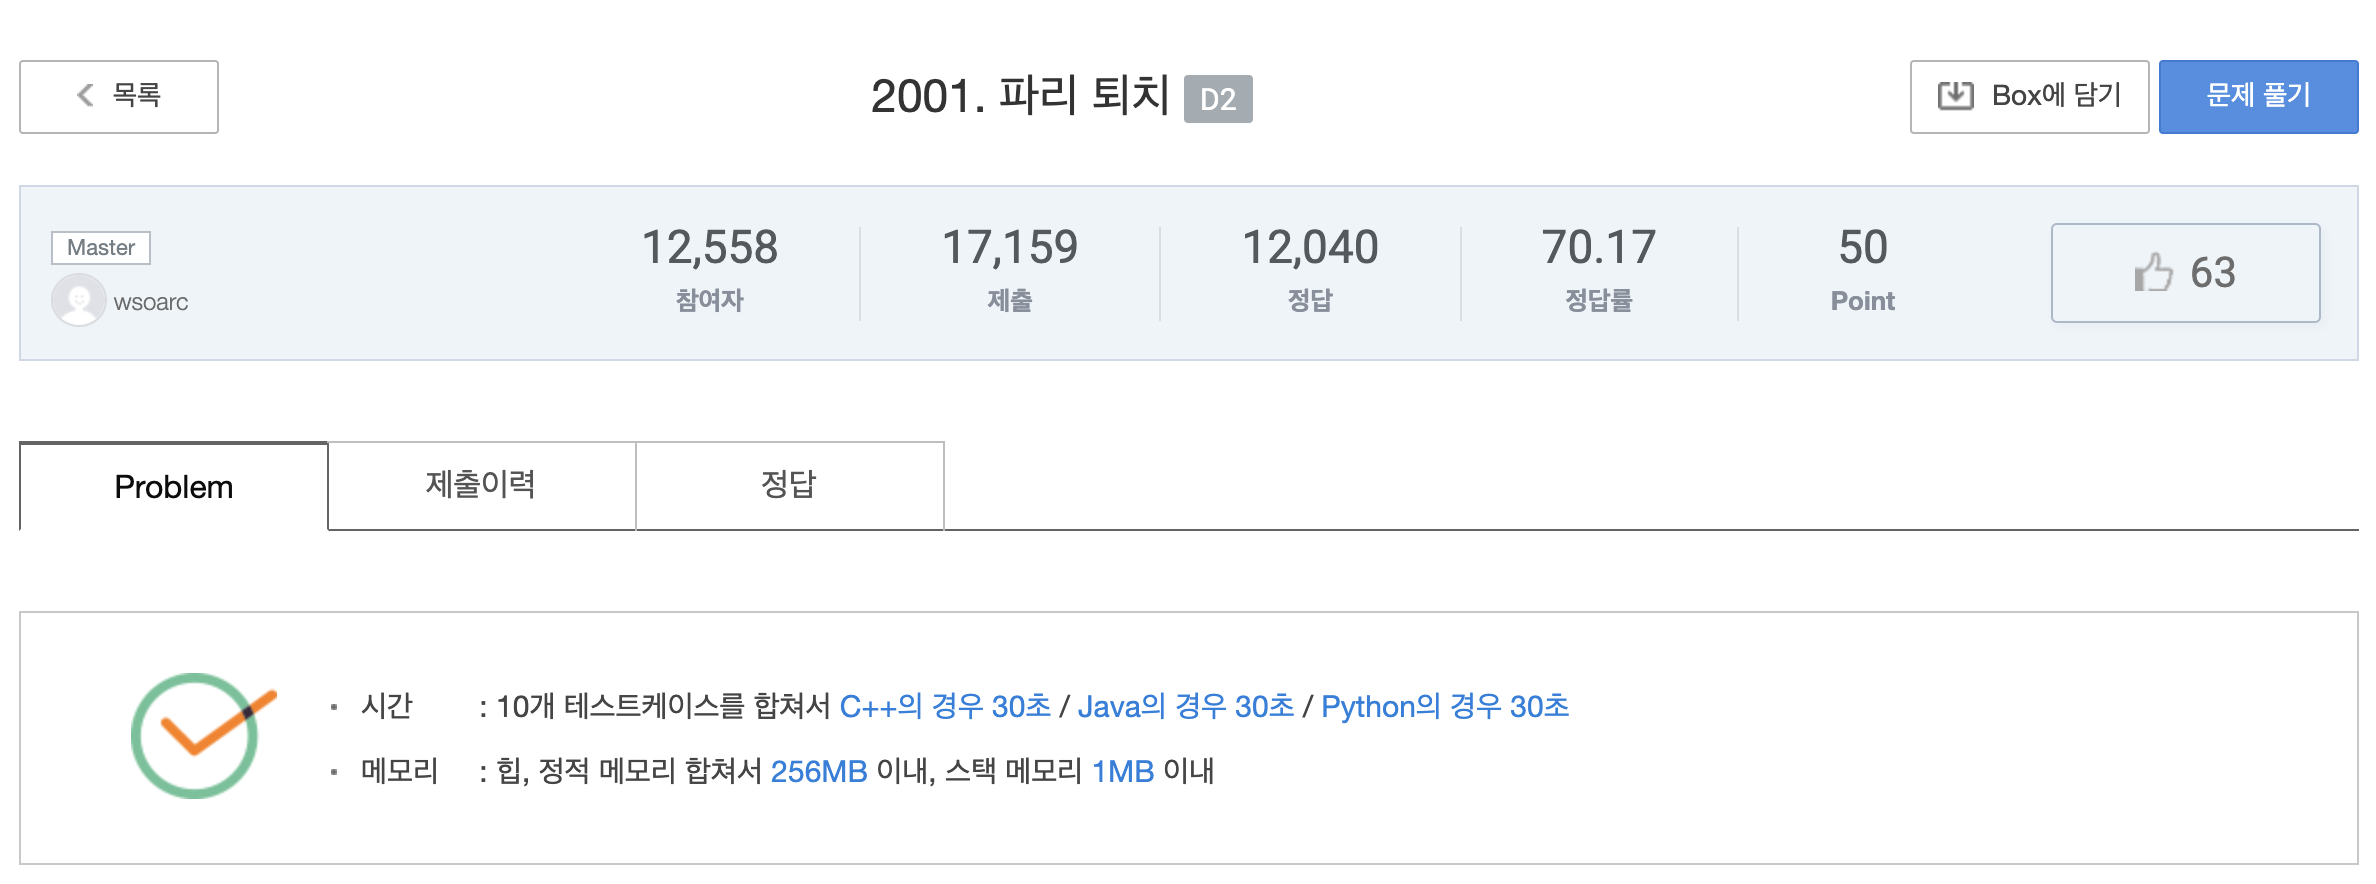 목록
2001. 파리 퇴치 D2
Box에 담기
문제 풀기
Master
wsoarc
12,558
참여자
17,159
제출
12,040
정답
70.17
정답률
50
Point
63
Problem
제출이력
정답
시간 : 10개 테스트케이스를 합쳐서 C++의 경우 30초 / Java의 경우 30초 / Python의 경우 30초
메모리 : 힙, 정적 메모리 합쳐서 256MB 이내, 스택 메모리 1MB 이내